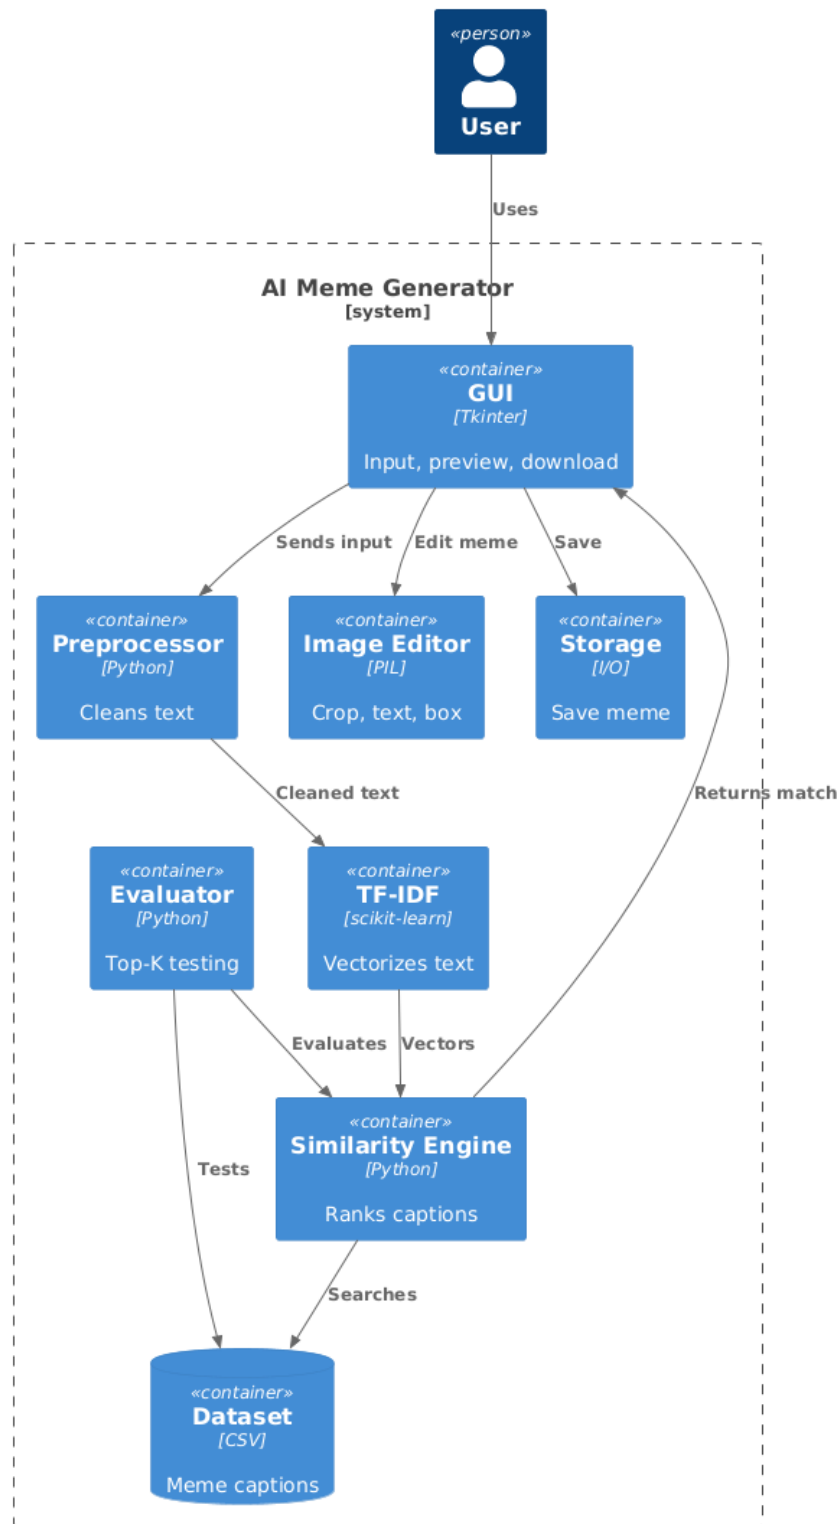 «person»
User
Uses
AI Meme Generator
[system]
«container»
GUI
[Tkinter]
Input, preview, download
Sends input
Edit meme
Save
«container»
Preprocessor
[Python]
Cleans text
«container»
Image Editor
[PIL]
Crop, text, box
«container»
Storage
[I/O]
Save meme
Cleaned text
Returns match
«container»
Evaluator
[Python]
Top-K testing
«container»
TF-IDF
[scikit-learn]
Vectorizes text
Evaluates
Vectors
«container»
Similarity Engine
[Python]
Ranks captions
Tests
Searches
«container»
Dataset
[CSV]
Meme captions